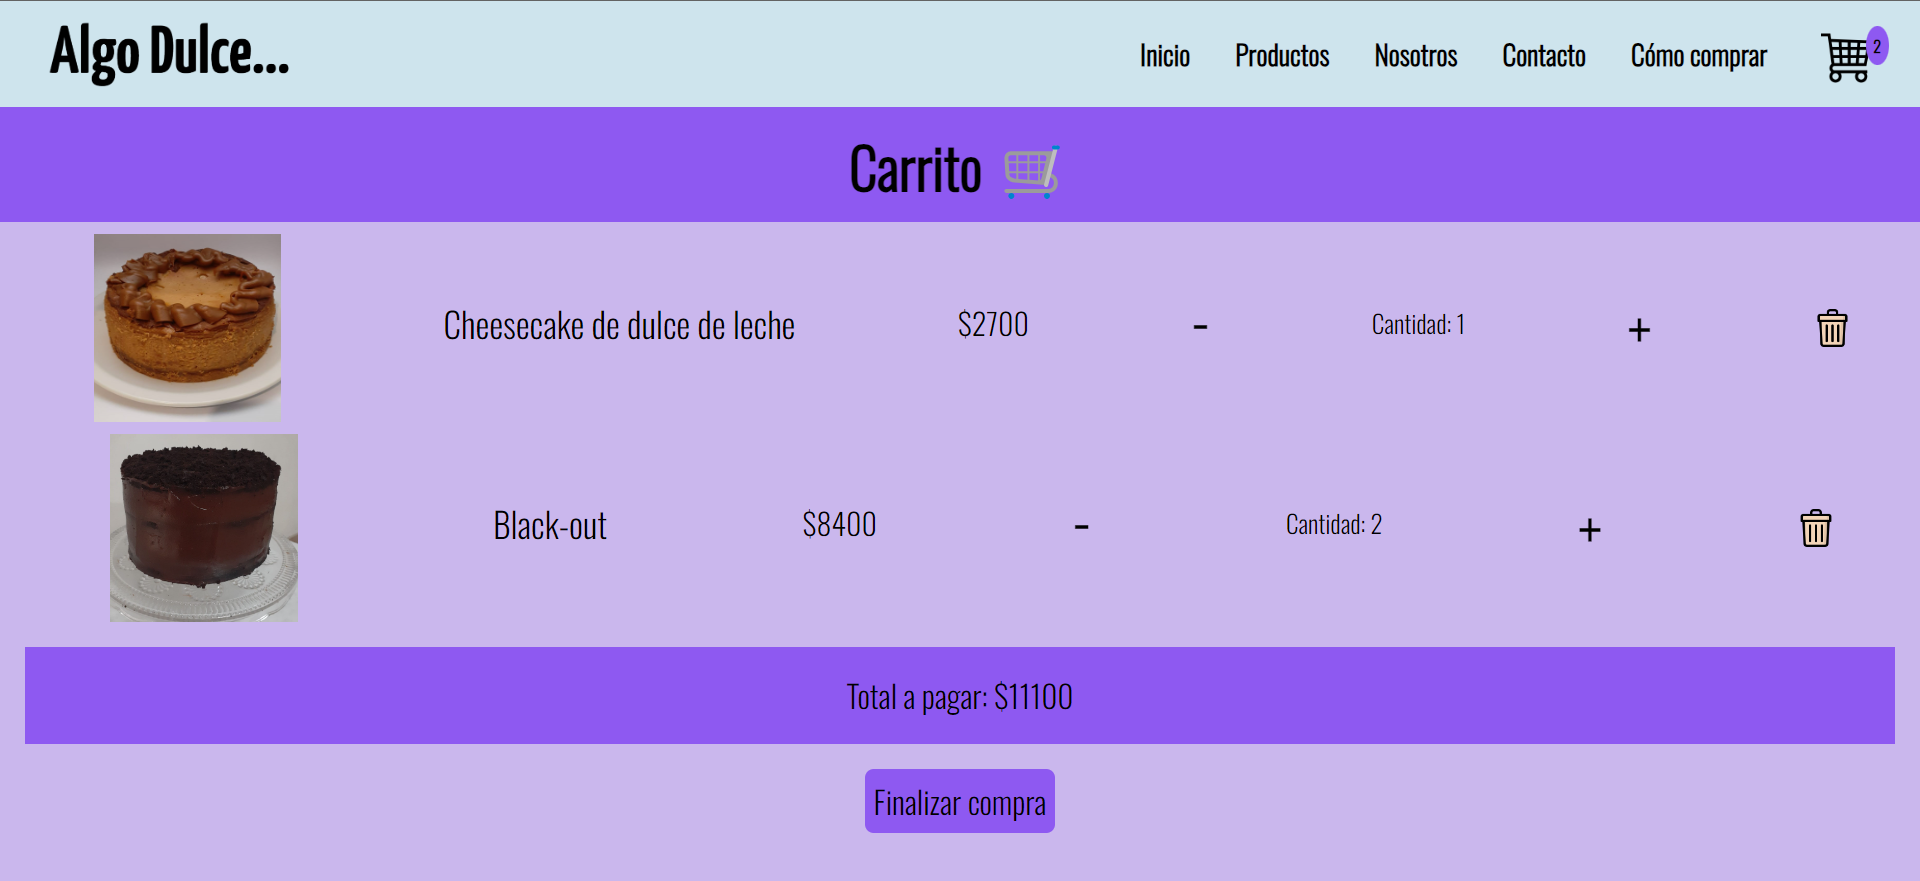 Algo Dulce...
Inicio Productos Nosotros Contacto Cómo comprar 2
Carrito
Cheesecake de dulce de leche $2700 - Cantidad: 1 +
Black-out $8400 - Cantidad: 2 +
Total a pagar: $11100
Finalizar compra